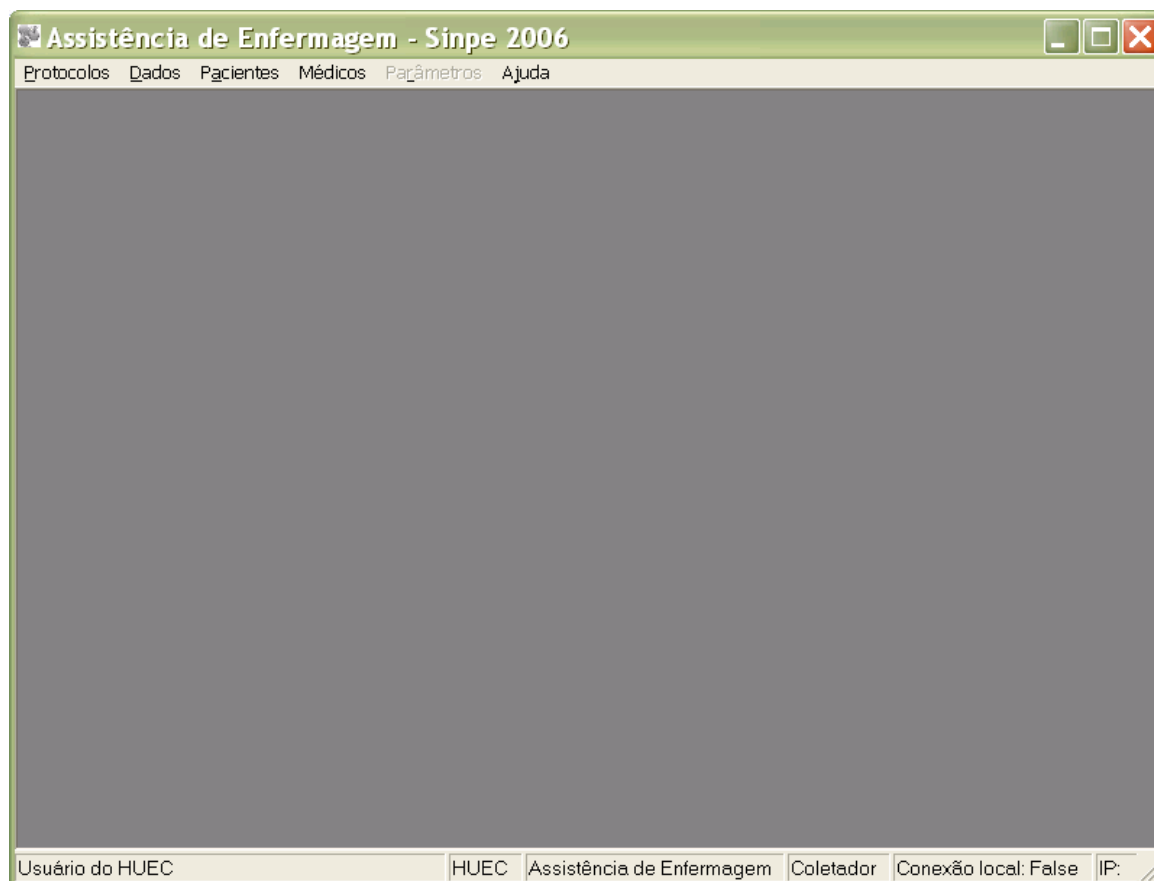 Assistência de Enfermagem - Sinpe 2006
Protocolos Dados Pacientes Médicos Parâmetros Ajuda
Usuário do HUEC HUEC Assistência de Enfermagem Coletador Conexão local: False IP: